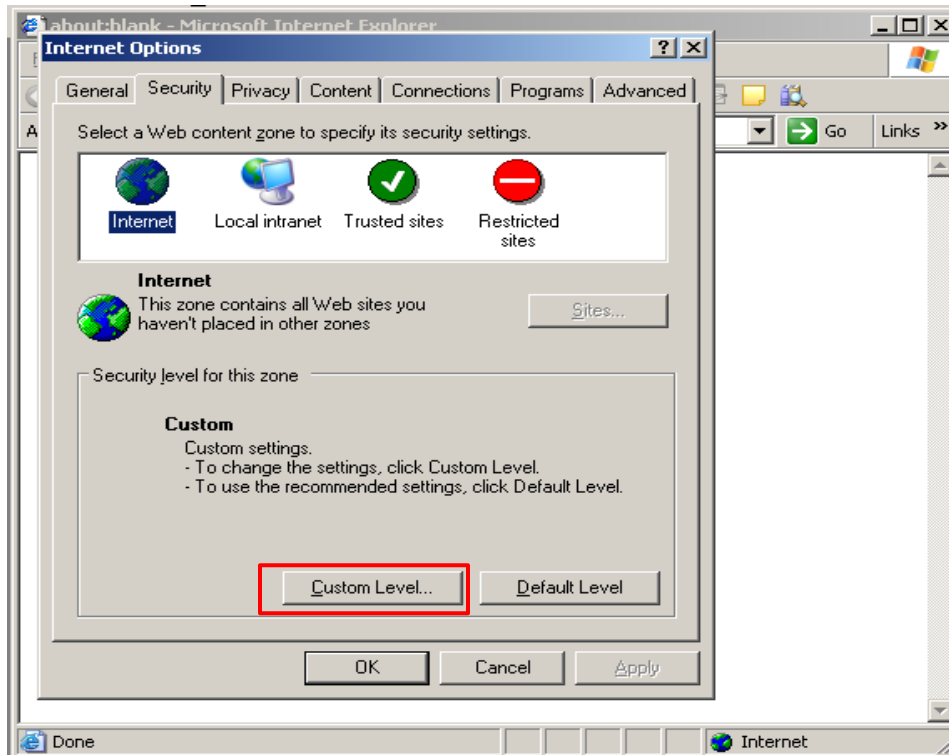 about:blank - Microsoft Internet Explorer
Internet Options
General Security Privacy Content Connections Programs Advanced
Select a Web content zone to specify its security settings.
Internet Local intranet Trusted sites Restricted sites
Internet
This zone contains all Web sites you
haven't placed in other zones
Sites...
Security level for this zone
Custom
Custom settings.
- To change the settings, click Custom Level.
- To use the recommended settings, click Default Level.
Custom Level... Default Level
OK Cancel Apply
Go Links »
Done Internet